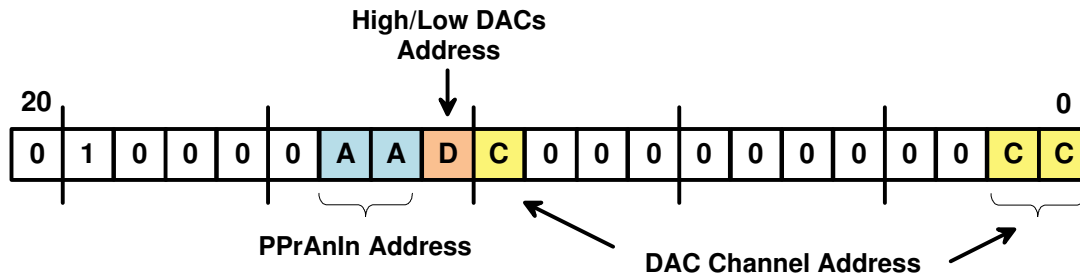 High/Low DACs
Address
20 0
0 1 0 0 0 0 A A D C 0 0 0 0 0 0 0 0 0 C C
PPrAnIn Address
DAC Channel Address